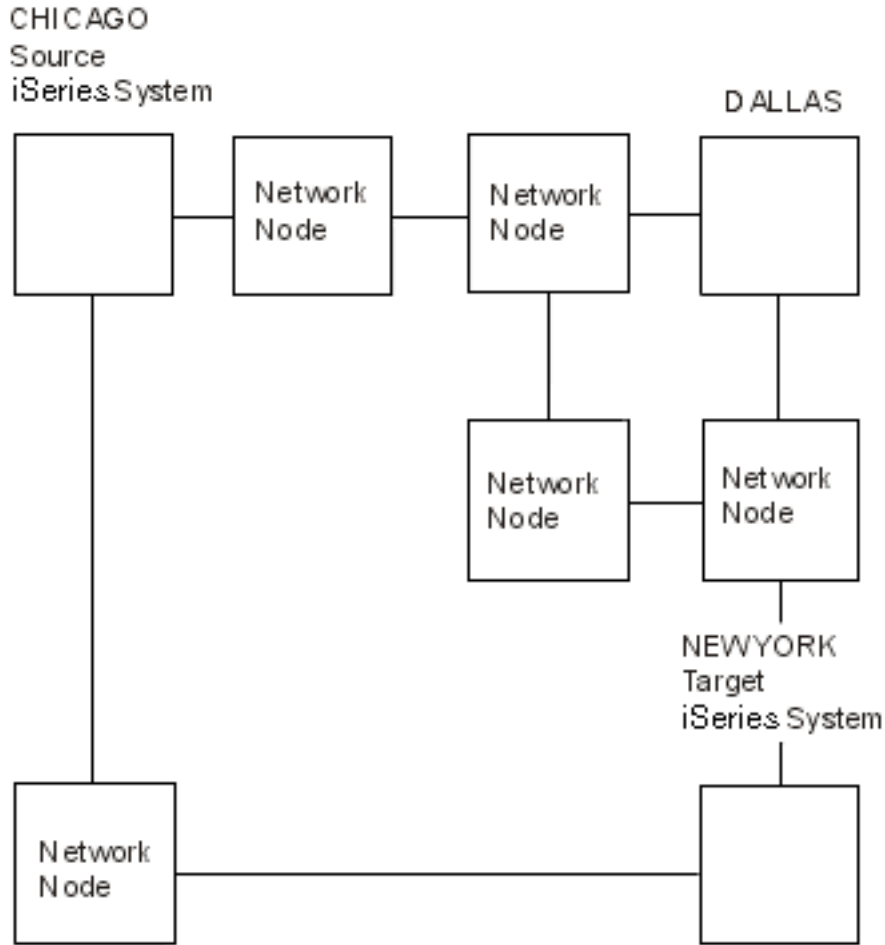 CHICAGO
Source
iSeries System
DALLAS
Network
Node
Network
Node
Network
Node
Network
Node
NEWYORK
Target
iSeries System
Network
Node